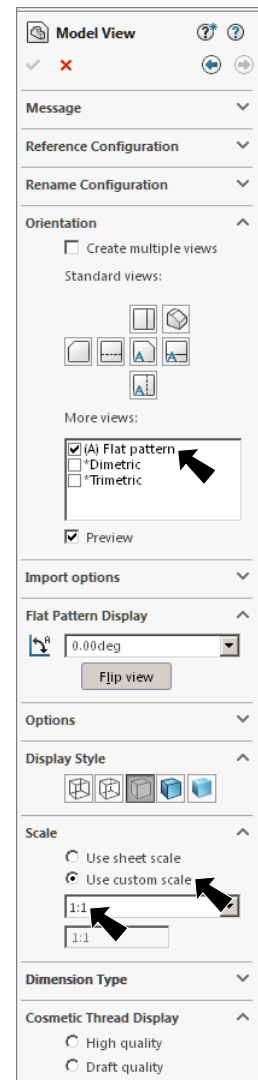 Model View
Message
Reference Configuration
Rename Configuration
Orientation
Create multiple views
Standard views:
A A
A
More views:
(A) Flat pattern
*Dimetric
*Trimetric
Preview
Import options
Flat Pattern Display
A 0.00deg
Flip view
Options
Display Style
Scale
Use sheet scale
Use custom scale
1:1
1:1
Dimension Type
Cosmetic Thread Display
High quality
Draft quality